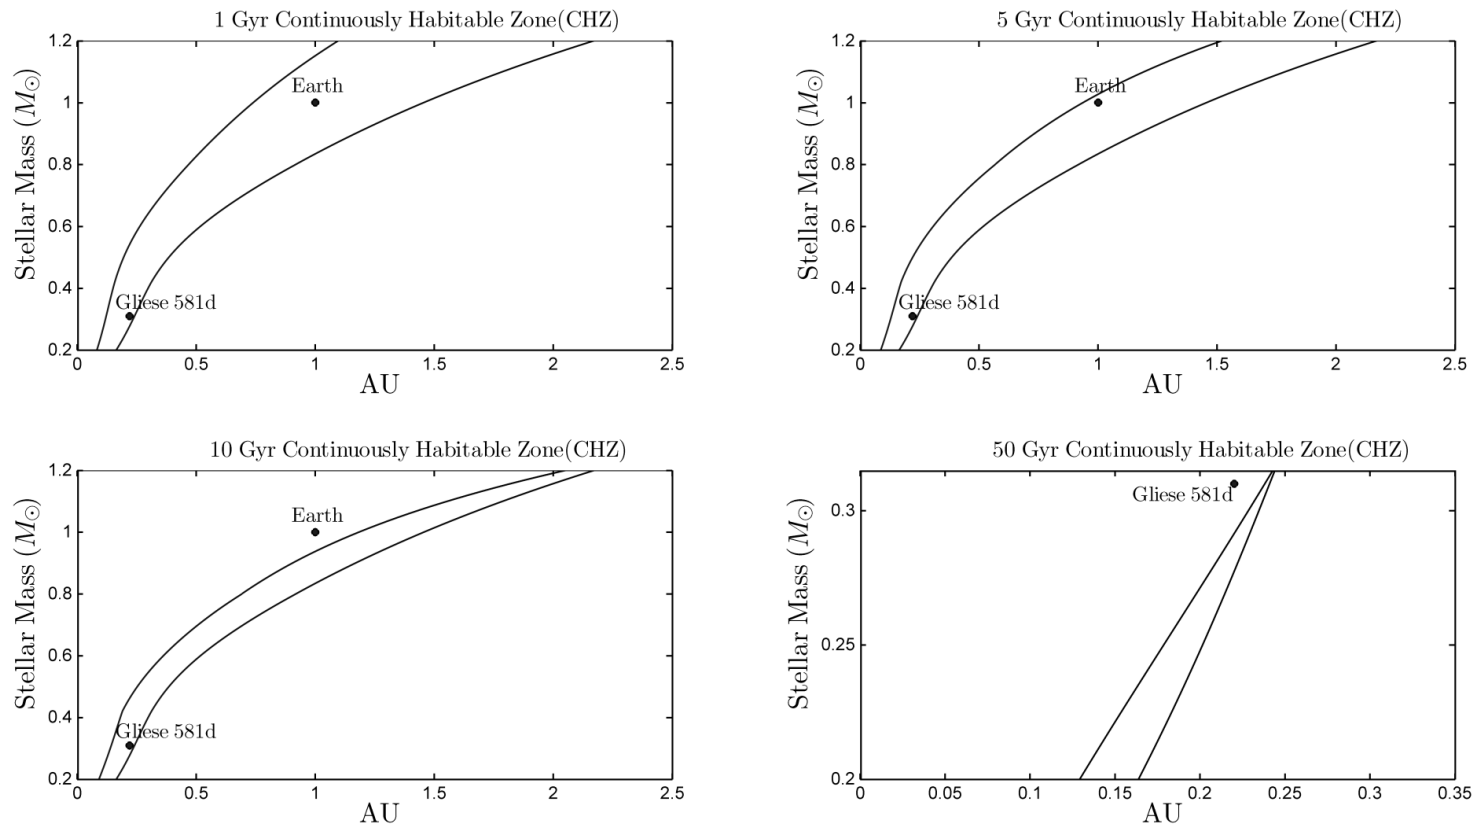 1 Gyr Continuously Habitable Zone(CHZ)
1.2
1
0.8
0.6
0.4
0.2
Stellar Mass (M⊙)
Earth
Gliese 581d
0 0.5 1 1.5 2 2.5
AU
5 Gyr Continuously Habitable Zone(CHZ)
1.2
1
0.8
0.6
0.4
0.2
Stellar Mass (M⊙)
Earth
Gliese 581d
0 0.5 1 1.5 2 2.5
AU
10 Gyr Continuously Habitable Zone(CHZ)
1.2
1
0.8
0.6
0.4
0.2
Stellar Mass (M⊙)
Earth
Gliese 581d
0 0.5 1 1.5 2 2.5
AU
50 Gyr Continuously Habitable Zone(CHZ)
0.3
0.25
0.2
Stellar Mass (M⊙)
Gliese 581d
0 0.05 0.1 0.15 0.2 0.25 0.3 0.35
AU